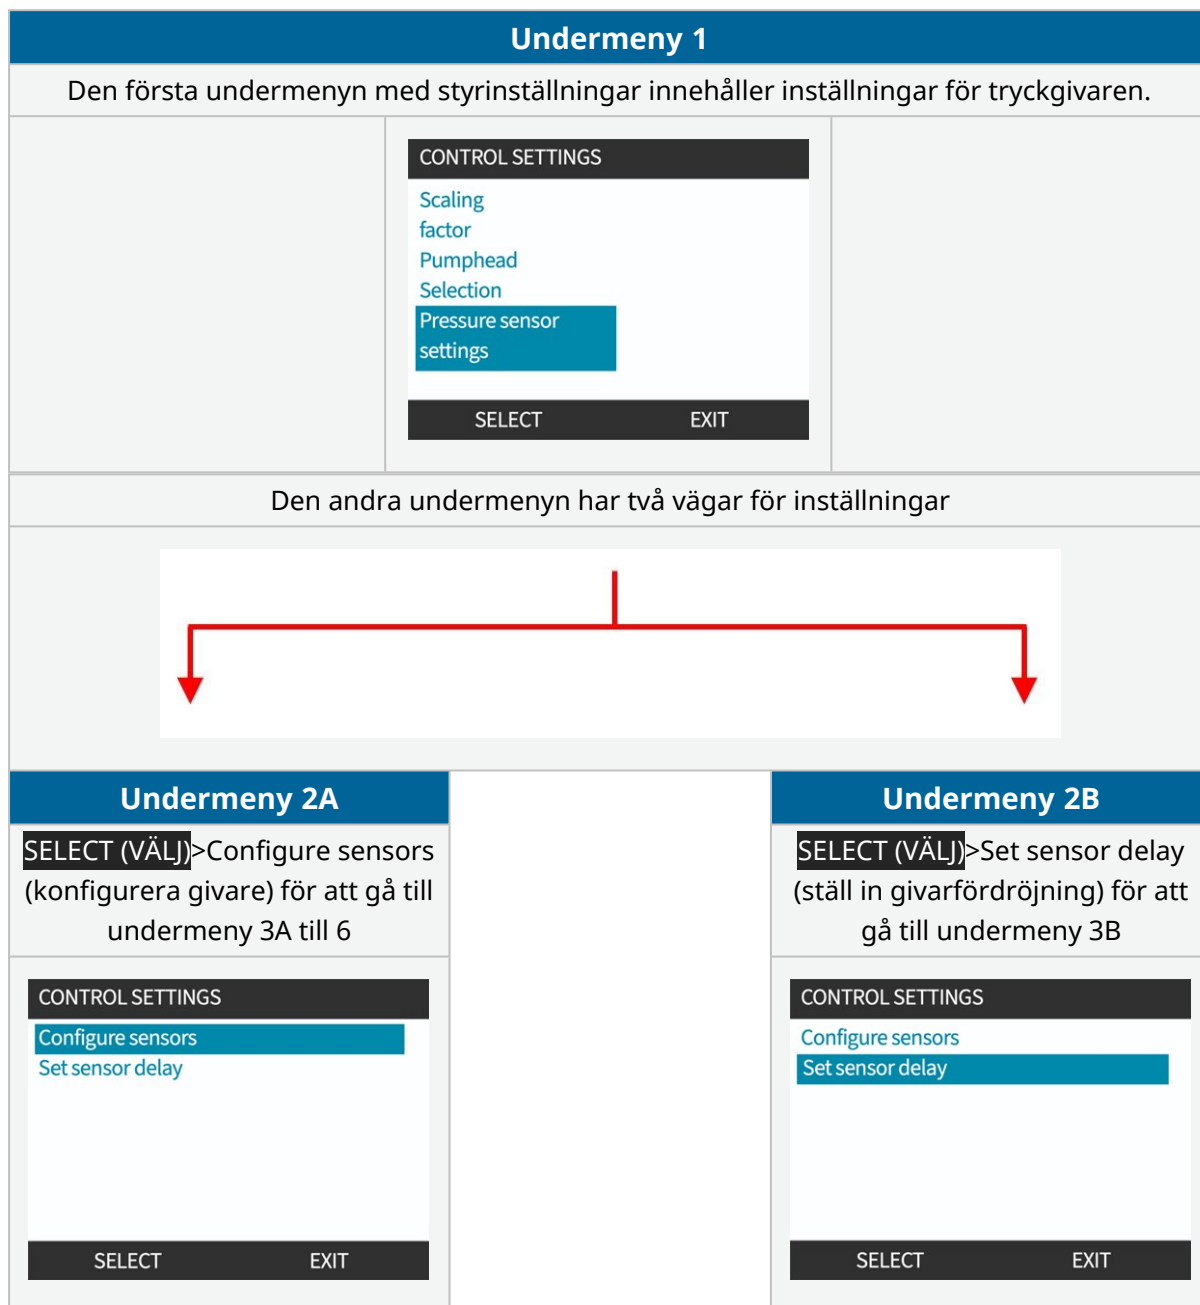 Undermeny 1
Den första undermenyn med styrinställningar innehåller inställningar för tryckgivaren.
CONTROL SETTINGS
Scaling
factor
Pumphead
Selection
Pressure sensor
settings
SELECT EXIT
Den andra undermenyn har två vägar för inställningar
Undermeny 2A
SELECT (VÄLJ)>Configure sensors
(konfigurera givare) för att gå till
undermeny 3A till 6
CONTROL SETTINGS
Configure sensors
Set sensor delay
SELECT EXIT
Undermeny 2B
SELECT (VÄLJ)>Set sensor delay
(ställ in givarfördröjning) för att
gå till undermeny 3B
CONTROL SETTINGS
Configure sensors
Set sensor delay
SELECT EXIT